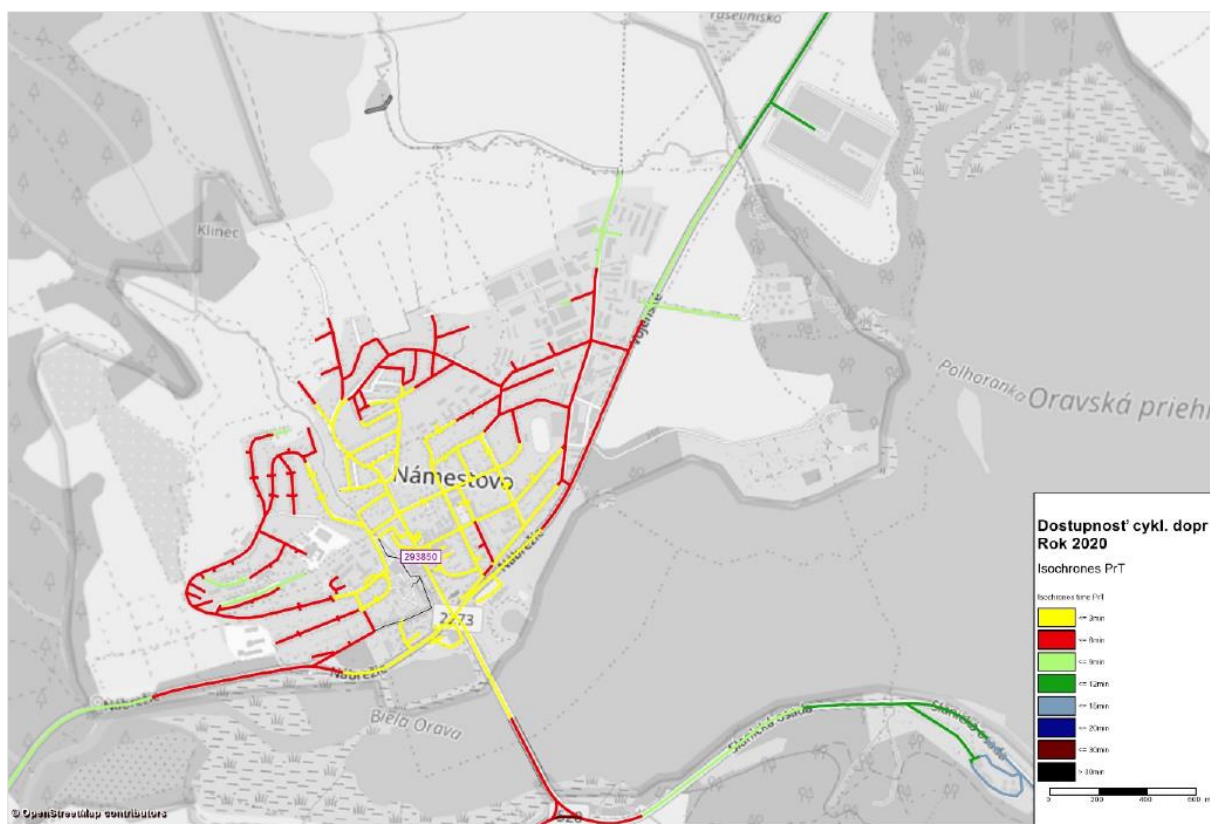 Klinec
Vojenská
Polhoranka
Oravská priehr
Námestovo
293850
Nábrežie
2273
Nábrežie
Nábrežie
Biela Orava
Slanická osada
Slanická osada
520
© OpenStreetMap contributors
Dostupnosť cykl. dopr
Rok 2020
Isochrones PrT
Isochrones time PrT
<= 3min
<= 6min
<= 9min
<= 12min
<= 15min
<= 20min
<= 30min
> 30min
0 200 400 600 m